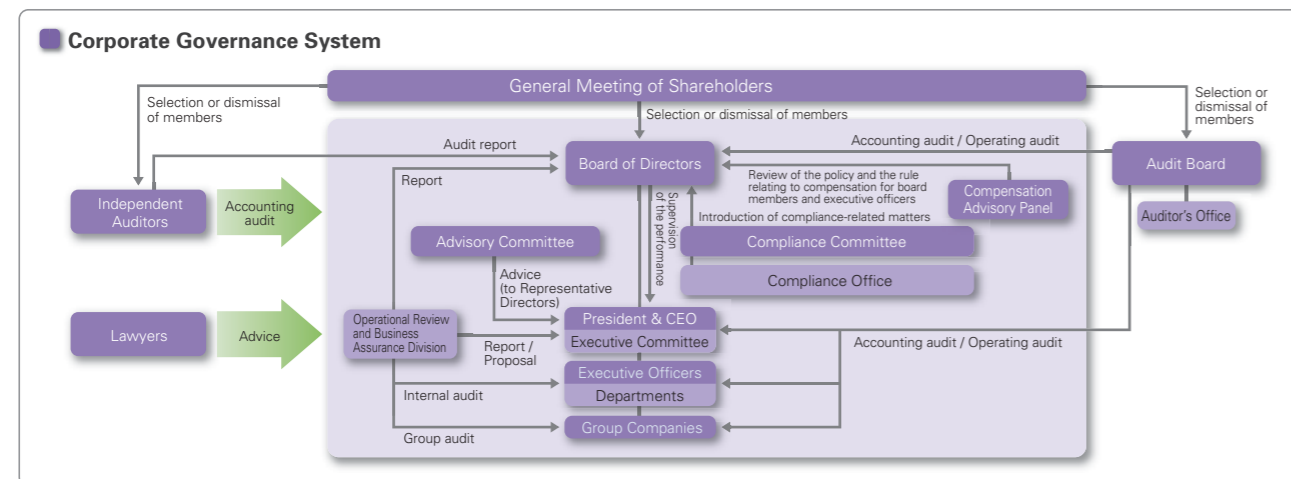 Corporate Governance System
General Meeting of Shareholders
Selection or dismissal
of members
Selection or dismissal of members
Selection or
dismissal of
members
Audit report
Board of Directors
Accounting audit / Operating audit
Audit Board
Report
Review of the policy and the rule
relating to compensation for board
members and executive officers
Compensation
Advisory Panel
Auditor's Office
Independent
Auditors
Accounting
audit
Supervision
of the performance
Introduction of compliance-related matters
Advisory Committee
Compliance Committee
Compliance Office
Advice
(to Representative
Directors)
Lawyers
Advice
Operational Review
and Business
Assurance Division
Report /
Proposal
President & CEO
Executive Committee
Accounting audit / Operating audit
Executive Officers
Departments
Internal audit
Group Companies
Group audit